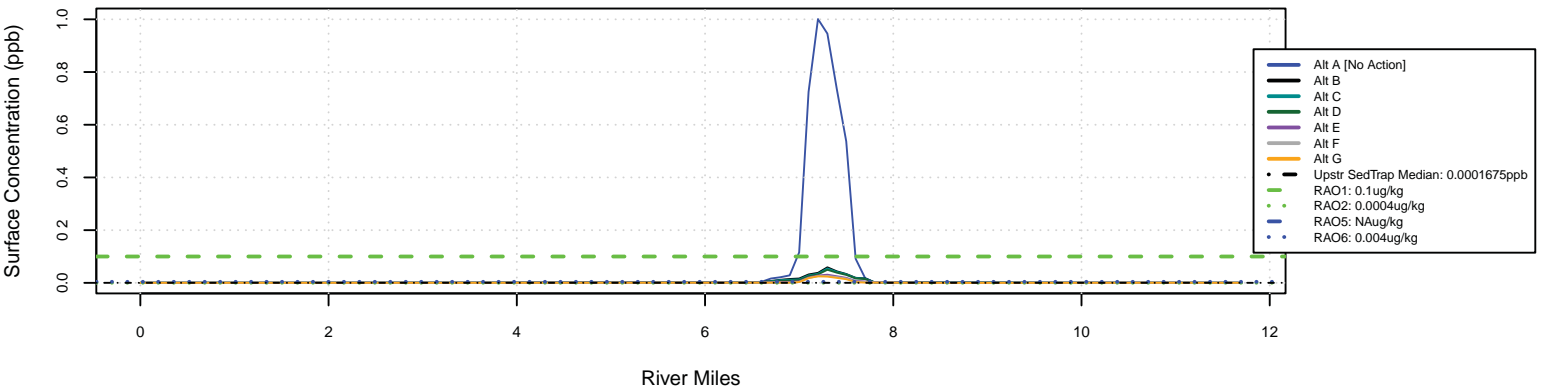 Surface Concentration (ppb)
1.0
0.8
0.6
0.4
0.2
0.0
0 2 4 6 8 10 12
River Miles
Alt A [No Action]
Alt B
Alt C
Alt D
Alt E
Alt F
Alt G
Upstr SedTrap Median: 0.0001675ppb
RAO1: 0.1ug/kg
RAO2: 0.0004ug/kg
RAO5: NAug/kg
RAO6: 0.004ug/kg